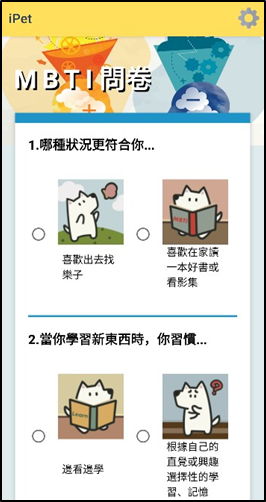 iPet
MBTI問卷
1.哪種狀況更符合你...
喜歡出去找
樂子
MBTI
喜歡在家讀
一本好書或
看影集
2.當你學習新東西時，你習慣...
Learn
邊看邊學
?
根據自己的
直覺或興趣
選擇性的學
習、記憶